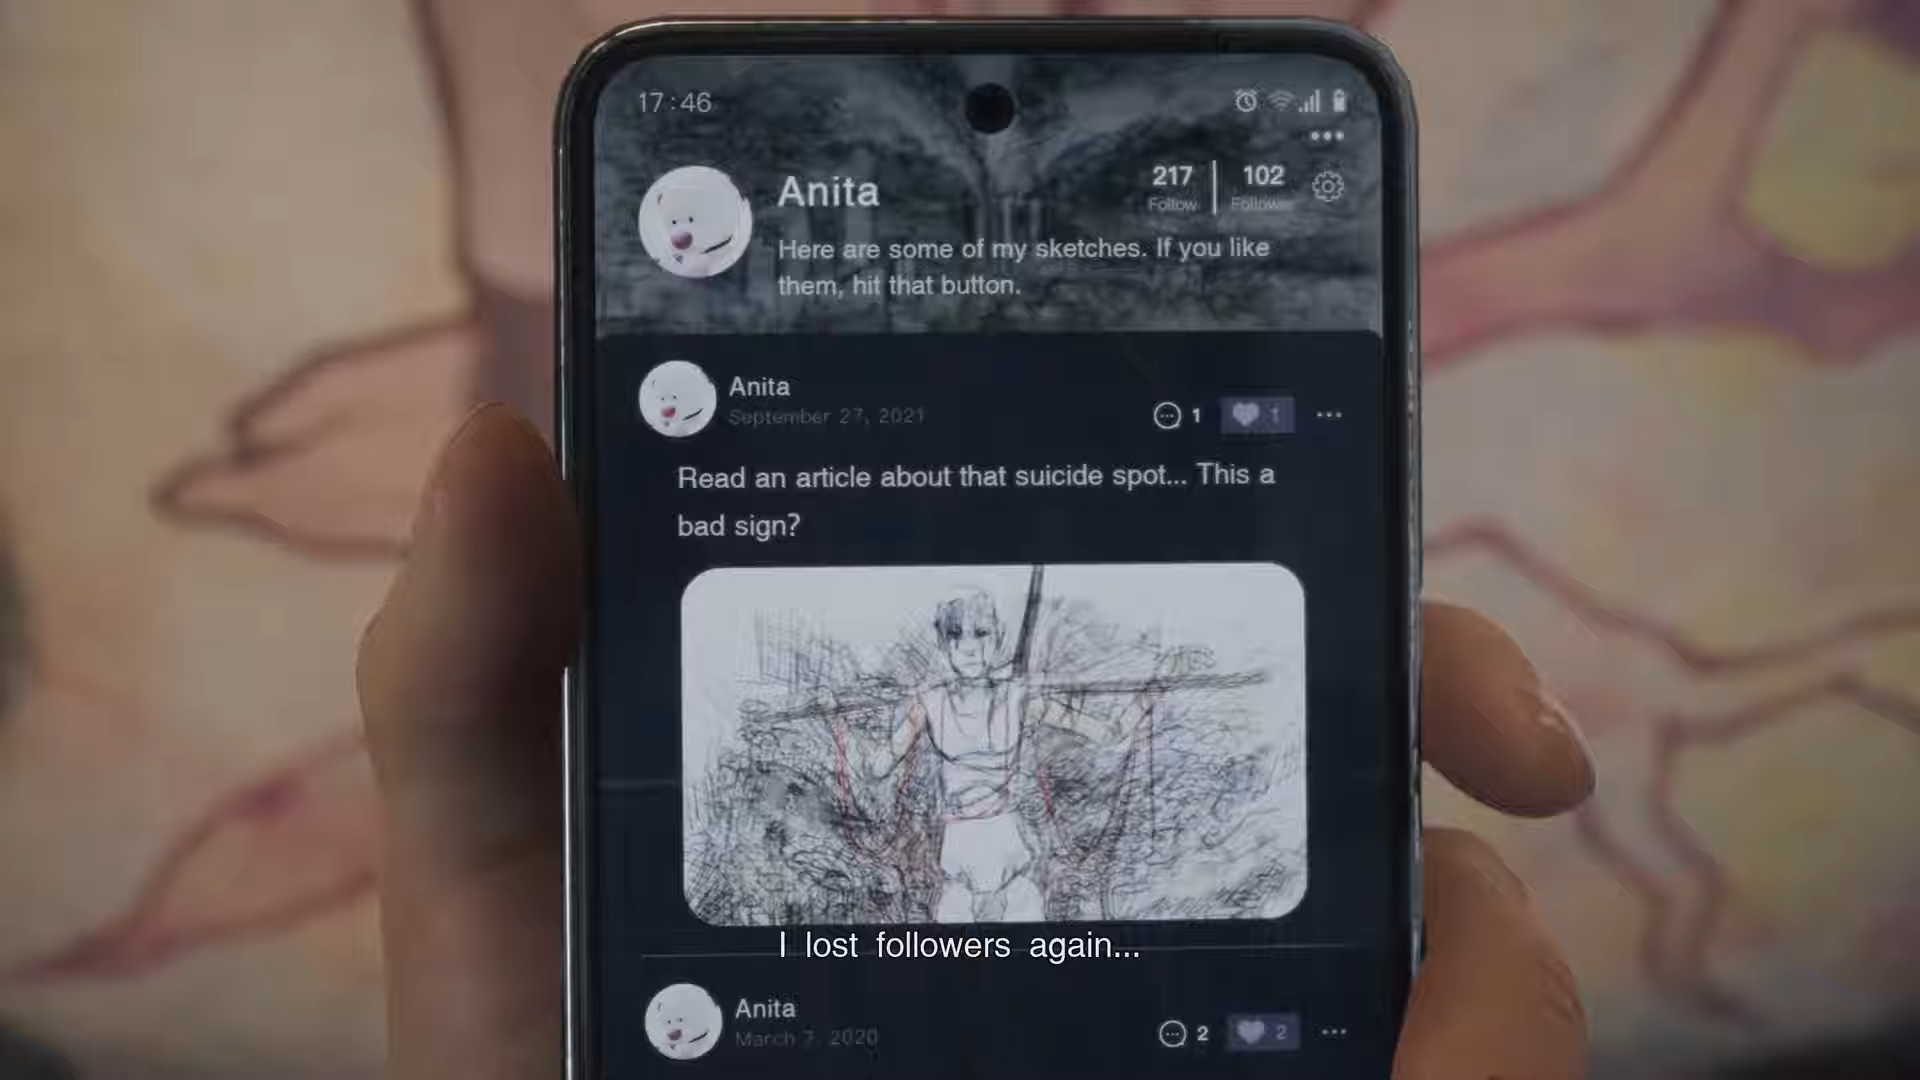 17:46
Anita
217
102
Follow
Follower
Here are some of my sketches. If you like
them, hit that button.
Anita
September 27, 2021
1
1
Read an article about that suicide spot... This a
bad sign?
I lost followers again...
Anita
March 7, 2020
2
2